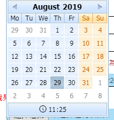 August 2019
Mo Tu We Th Fr Sa Su
29 30 31 1 2 3 4
5 6 7 8 9 10 11
12 13 14 15 16 17 18
19 20 21 22 23 24 25
26 27 28 29 30 31 1
2 3 4 5 6 7 8
11:25